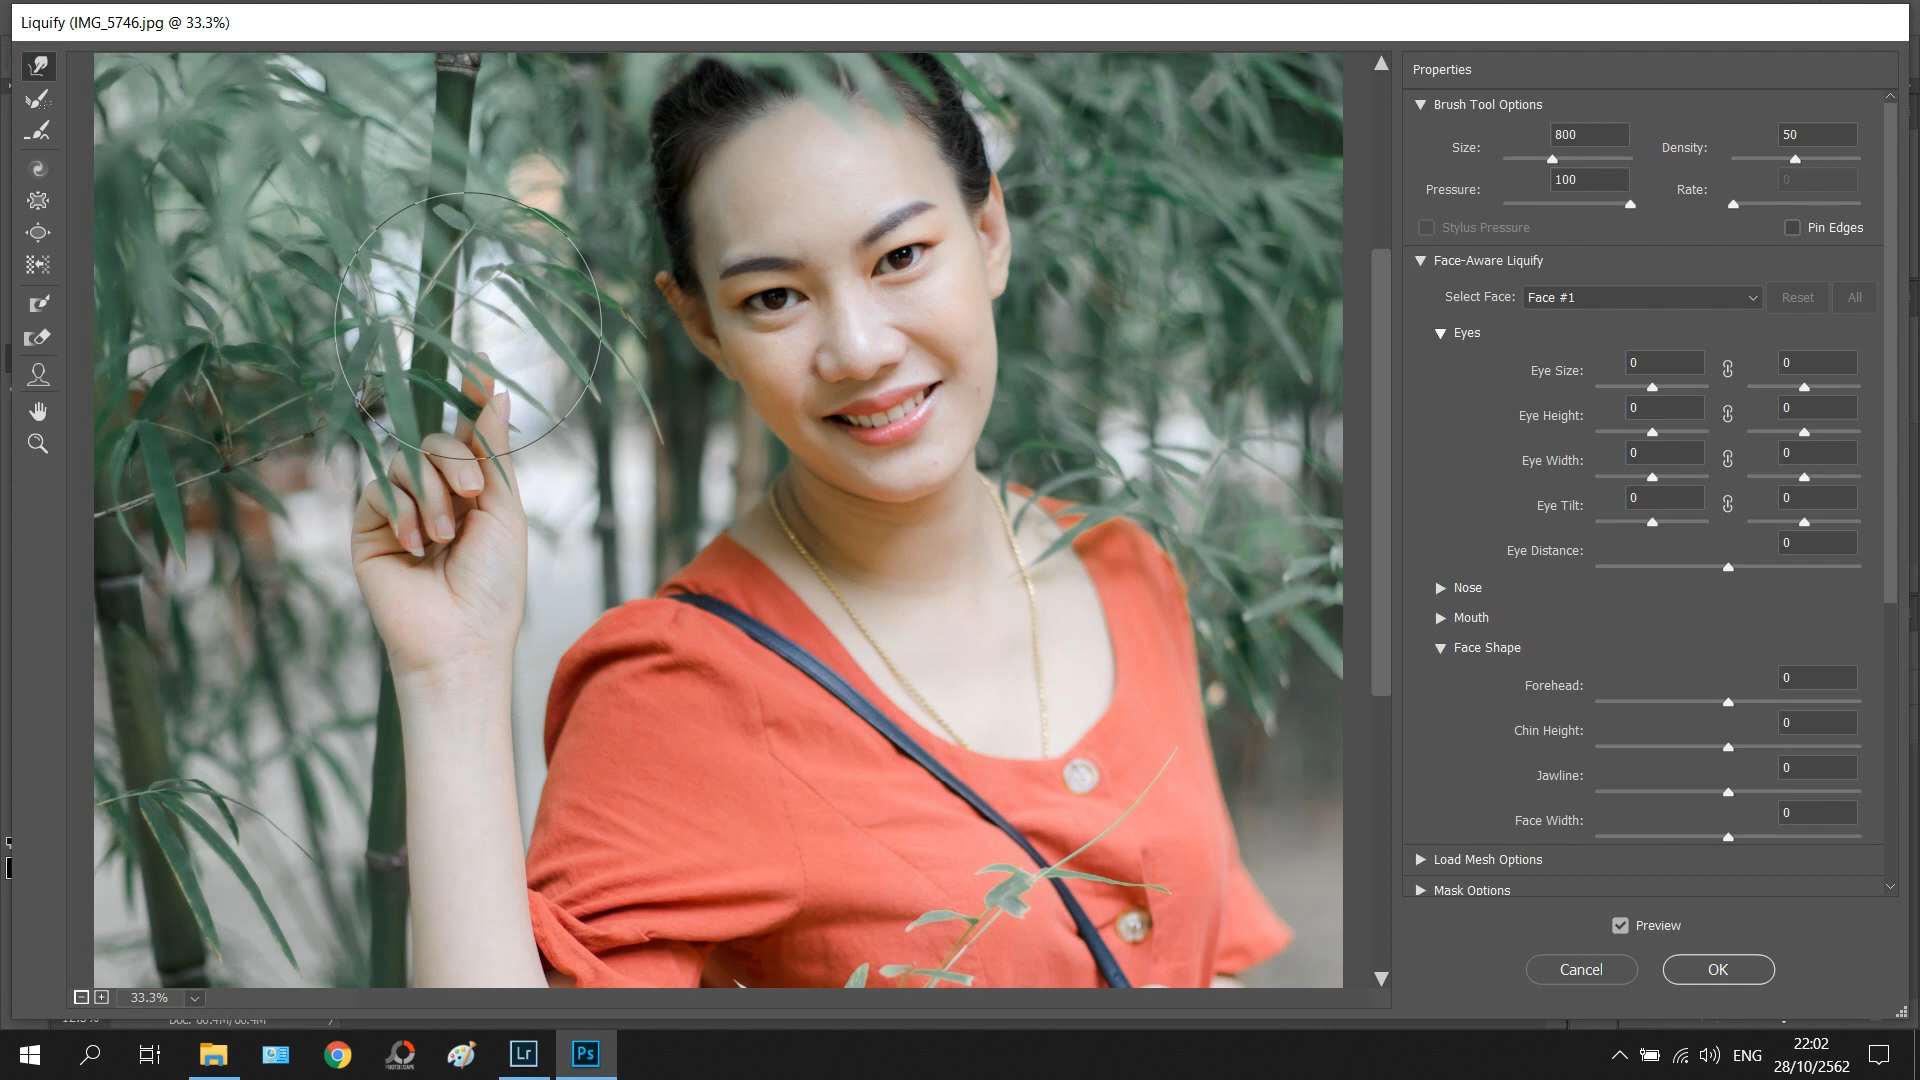 Liquify (IMG_5746.jpg @ 33.3%)
Properties
Brush Tool Options
Size: 800 Density: 50
Pressure: 100 Rate: 0
Stylus Pressure Pin Edges
Face-Aware Liquify
Select Face: Face #1 Reset All
Eyes
Eye Size: 0 0
Eye Height: 0 0
Eye Width: 0 0
Eye Tilt: 0 0
Eye Distance: 0
Nose
Mouth
Face Shape
Forehead: 0
Chin Height: 0
Jawline: 0
Face Width: 0
Load Mesh Options
Mask Options
Preview
Cancel OK
33.3%
Lr Ps ENG 22:02
28/10/2562